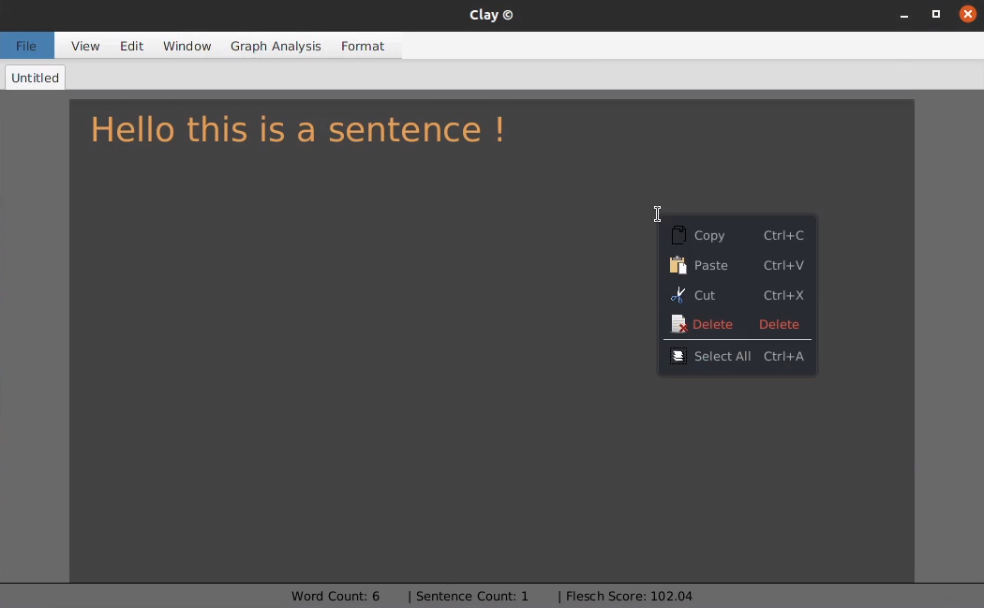 Clay ©
File View Edit Window Graph Analysis Format
Untitled
Hello this is a sentence !
Copy Ctrl+C
Paste Ctrl+V
Cut Ctrl+X
Delete Delete
Select All Ctrl+A
Word Count: 6 | Sentence Count: 1 | Flesch Score: 102.04